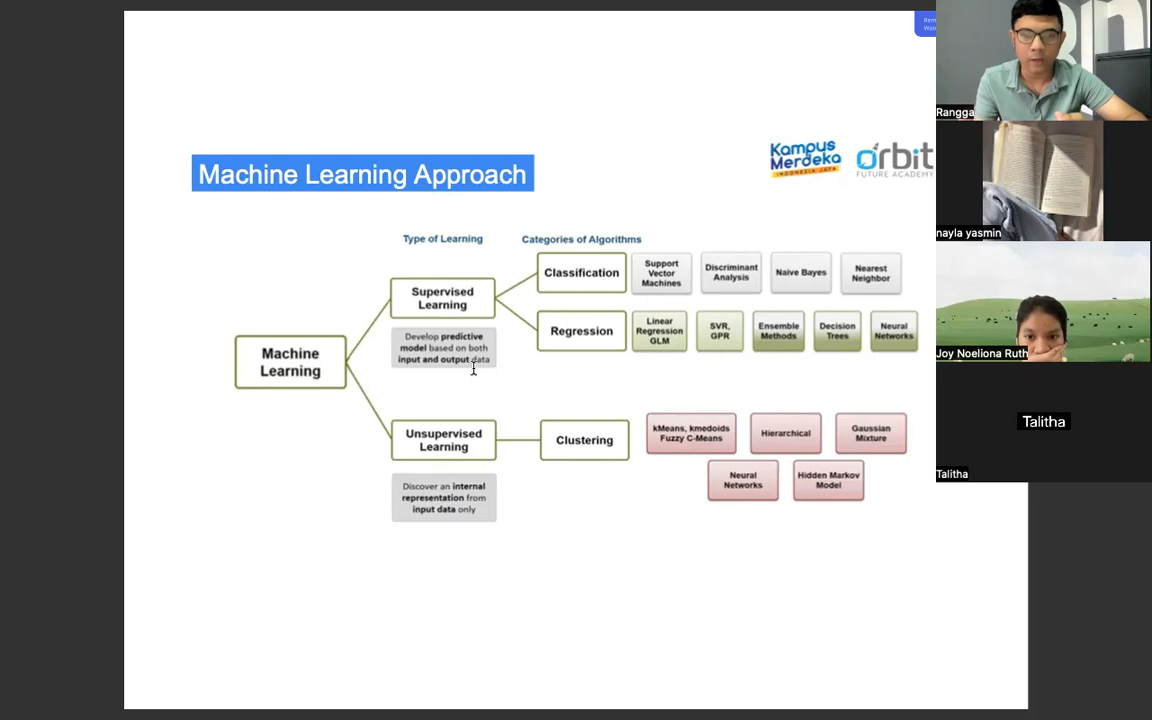 Rem
Wate
Machine Learning Approach
Kampus
Merdeka
INDONESIA JAYA
Orbit
FUTURE ACADEMY
Type of Learning
Categories of Algorithms
Machine
Learning
Supervised
Learning
Develop predictive
model based on both
input and output data
Classification
Support
Vector
Machines
Discriminant
Analysis
Naive Bayes
Nearest
Neighbor
Regression
Linear
Regression
GLM
SVR,
GPR
Ensemble
Methods
Decision
Trees
Neural
Networks
Unsupervised
Learning
Discover an internal
representation from
input data only
Clustering
kMeans, kmedoids
Fuzzy C-Means
Hierarchical
Gaussian
Mixture
Neural
Networks
Hidden Markov
Model
Rangga
nayla yasmin
Joy Noeliona Ruth
Talitha
Talitha